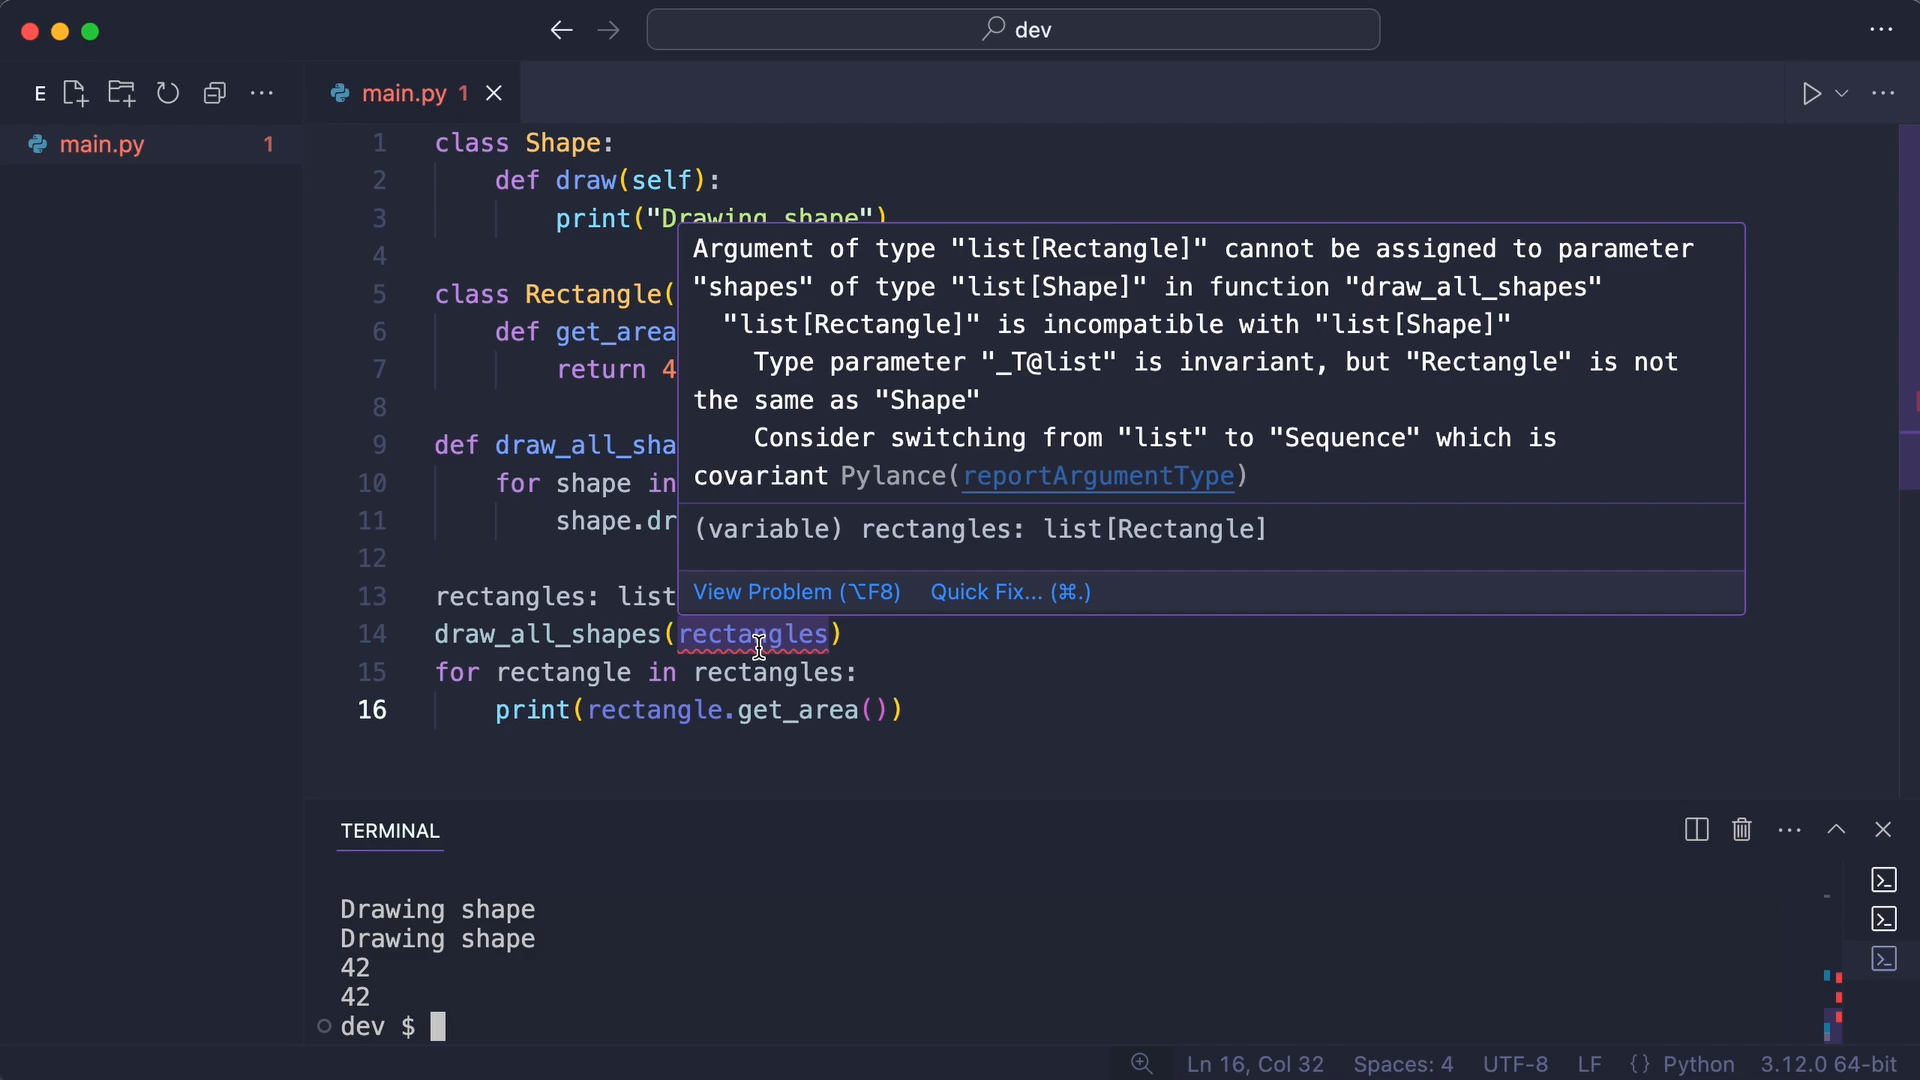 dev
E
main.py 1
main.py 1
1 class Shape:
2 def draw(self):
3 print("Drawing shape")
4
5 class Rectangle(
6 def get_area
7 return 4
8
9 def draw_all_sha
10 for shape in
11 shape.dr
12
13 rectangles: list
14 draw_all_shapes(rectangles)
15 for rectangle in rectangles:
16 print(rectangle.get_area())
Argument of type "list[Rectangle]" cannot be assigned to parameter
"shapes" of type "list[Shape]" in function "draw_all_shapes"
"list[Rectangle]" is incompatible with "list[Shape]"
Type parameter "_T@list" is invariant, but "Rectangle" is not
the same as "Shape"
Consider switching from "list" to "Sequence" which is
covariant Pylance(reportArgumentType)
(variable) rectangles: list[Rectangle]
View Problem (⌥F8) Quick Fix... (⌘.)
TERMINAL
Drawing shape
Drawing shape
42
42
dev $
Ln 16, Col 32 Spaces: 4 UTF-8 LF {} Python 3.12.0 64-bit